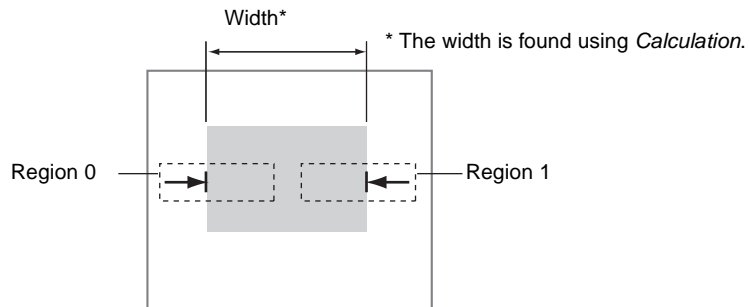 Width*
* The width is found using Calculation.
Region 0
Region 1